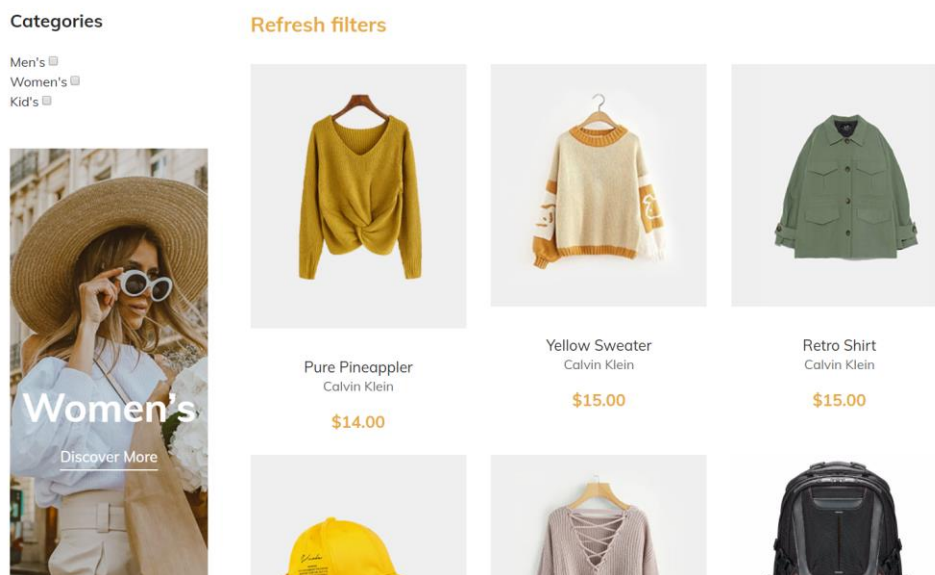 Categories
Men's
Women's
Kid's
Women's
Discover More
Refresh filters
Pure Pineappler
Calvin Klein
$14.00
Yellow Sweater
Calvin Klein
$15.00
Retro Shirt
Calvin Klein
$15.00